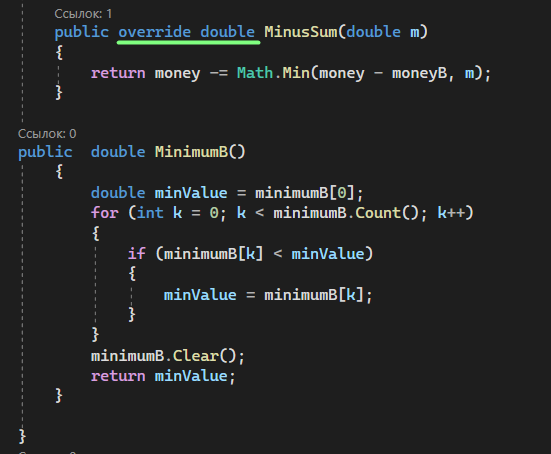 Ссылок: 1
public override double MinusSum(double m)
{
return money -= Math.Min(money - moneyB, m);
}
Ссылок: 0
public  double MinimumB()
{
double minValue = minimumB[0];
for (int k = 0; k < minimumB.Count(); k++)
{
if (minimumB[k] < minValue)
{
minValue = minimumB[k];
}
}
minimumB.Clear();
return minValue;
}
}